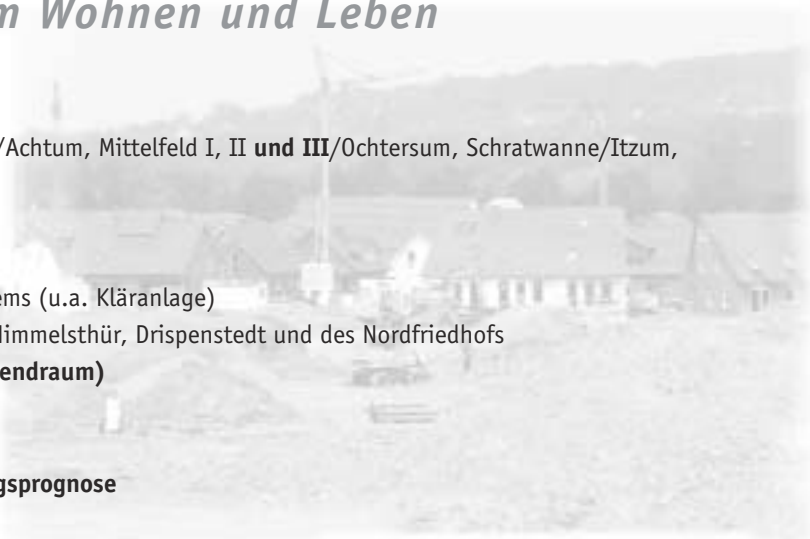 m Wohnen und Leben
/Achtum, Mittelfeld I, II und III/Ochtersum, Schratwanne/Itzum,
ems (u.a. Kläranlage)
Himmelsthür, Drispenstedt und des Nordfriedhofs
endraum)
gsprognose